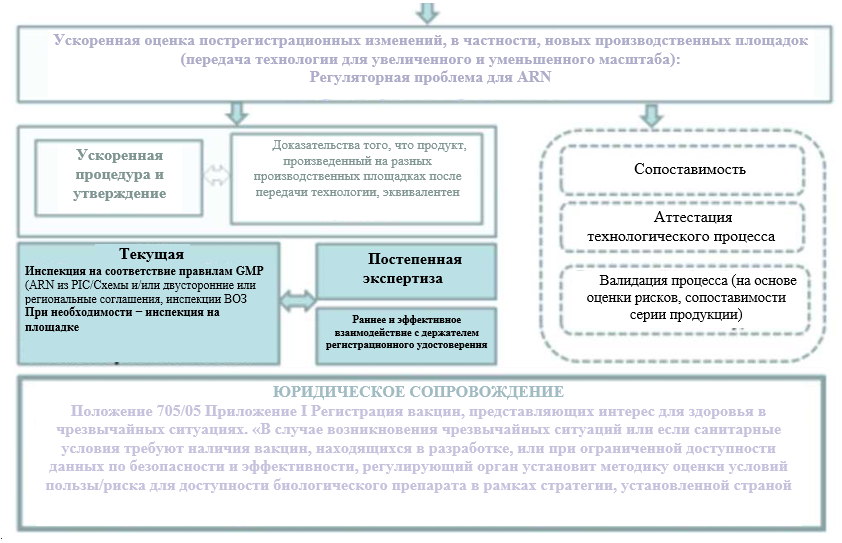 Ускоренная оценка пострегистрационных изменений, в частности, новых производственных площадок
(передача технологии для увеличенного и уменьшенного масштаба):
Регуляторная проблема для ARN
Ускоренная
процедура и
утверждение
Доказательства того, что продукт,
произведенный на разных
производственных площадках после
передачи технологии, эквивалентен
Сопоставимость
Аттестация
технологического процесса
Валидация процесса (на основе
оценки рисков, сопоставимости
серии продукции)
Текущая
Инспекция на соответствие правилам GMP
(ARN из PIC/Схемы и/или двусторонние или
региональные соглашения, инспекции ВОЗ
При необходимости – инспекция на
площадке
Постепенная
экспертиза
Раннее и эффективное
взаимодействие с держателем
регистрационного удостоверения
ЮРИДИЧЕСКОЕ СОПРОВОЖДЕНИЕ
Положение 705/05 Приложение I Регистрация вакцин, представляющих интерес для здоровья в
чрезвычайных ситуациях. «В случае возникновения чрезвычайных ситуаций или если санитарные
условия требуют наличия вакцин, находящихся в разработке, или при ограниченной доступности
данных по безопасности и эффективности, регулирующий орган установит методику оценки условий
пользы/риска для доступности биологического препарата в рамках стратегии, установленной страной